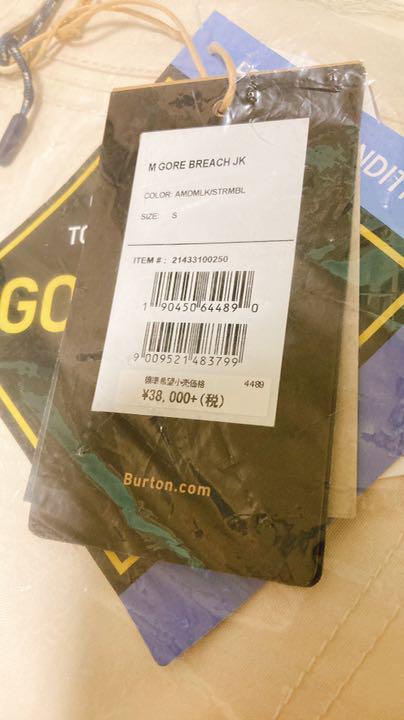 M GORE BREACH JK
COLOR: AMDMLK/STRMBL
SIZE: S
ITEM # : 21433100250
1 90450 64489 0
9 009521 483799
標準希望小売価格 4489
¥38,000+(税)
Burton.com
TO
GO
NDIT